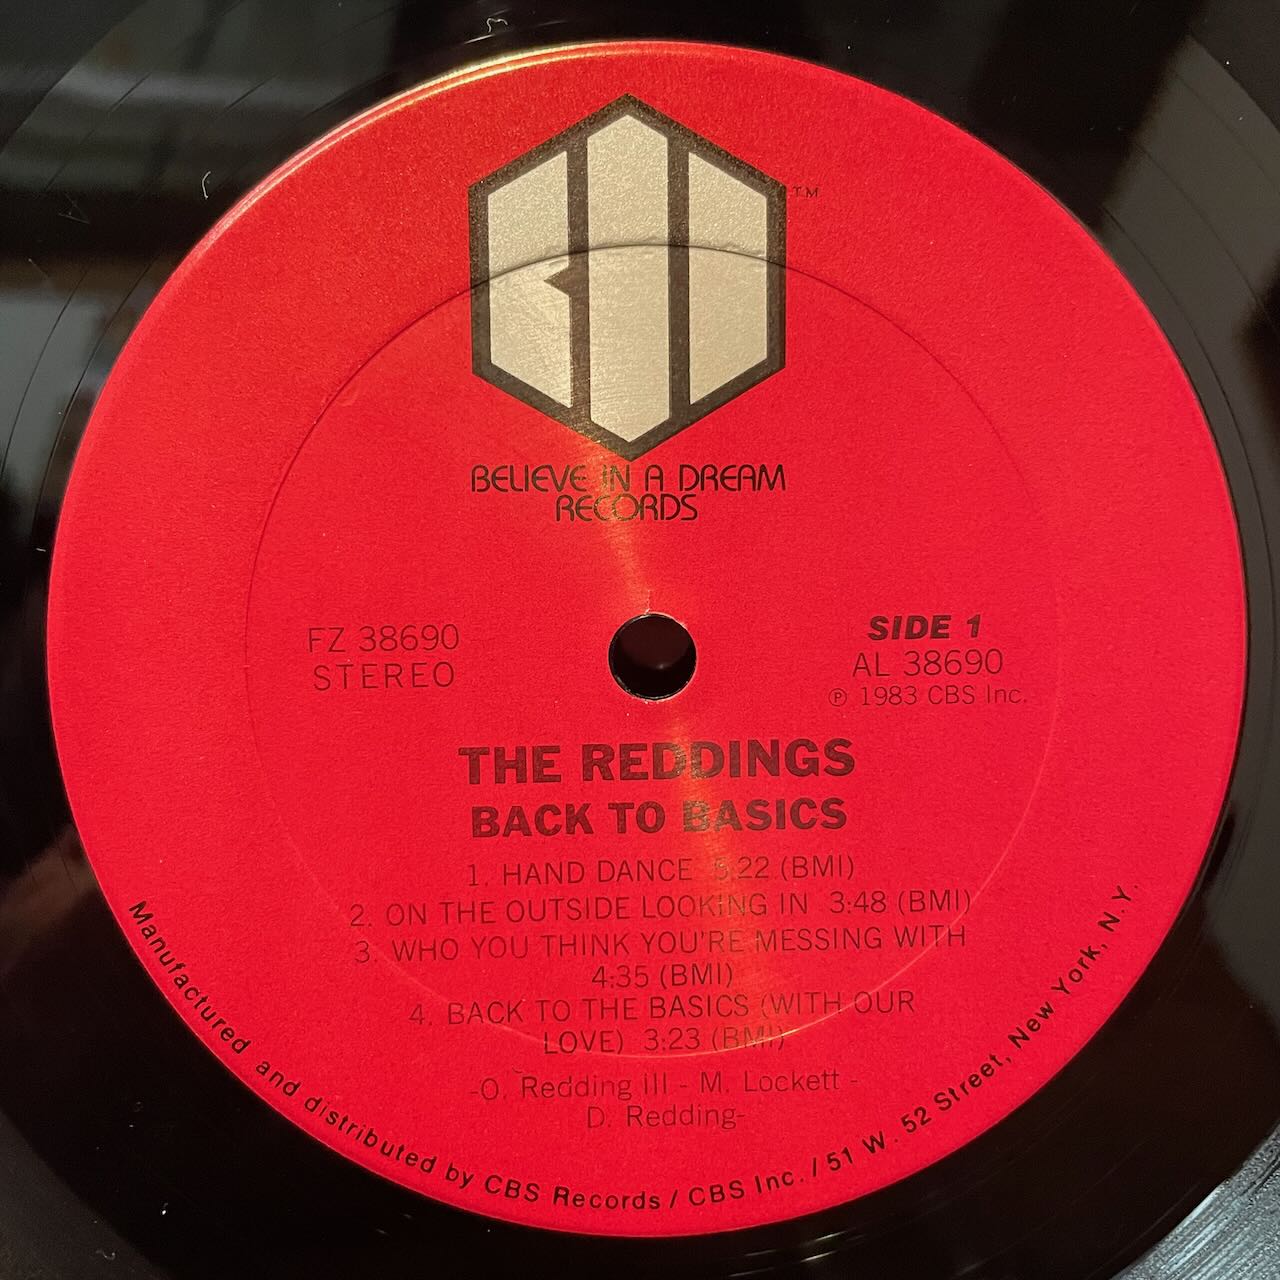 BID
™
BELIEVE IN A DREAM
RECORDS
FZ 38690
STEREO
SIDE 1
AL 38690
℗ 1983 CBS Inc.
THE REDDINGS
BACK TO BASICS
1. HAND DANCE 5:22 (BMI)
2. ON THE OUTSIDE LOOKING IN 3:48 (BMI)
3. WHO YOU THINK YOU'RE MESSING WITH
4:35 (BMI)
4. BACK TO THE BASICS (WITH OUR
LOVE) 3:23 (BMI)
-O. Redding III - M. Lockett -
D. Redding-
Manufactured and distributed by CBS Records / CBS Inc. / 51 W. 52 Street, New York, N.Y.